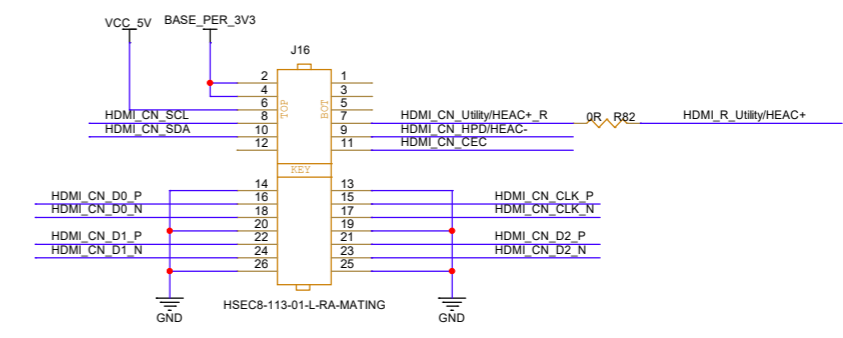 VCC_5V BASE_PER_3V3
J16
2 1
4 3
6 TOP BOT 5
HDMI_CN_SCL 8 7 HDMI_CN_Utility/HEAC+_R 0R R82 HDMI_R_Utility/HEAC+
HDMI_CN_SDA 10 9 HDMI_CN_HPD/HEAC-
12 11 HDMI_CN_CEC
KEY
14 13
HDMI_CN_D0_P 16 15 HDMI_CN_CLK_P
HDMI_CN_D0_N 18 17 HDMI_CN_CLK_N
20 19
HDMI_CN_D1_P 22 21 HDMI_CN_D2_P
HDMI_CN_D1_N 24 23 HDMI_CN_D2_N
26 25
HSEC8-113-01-L-RA-MATING
GND GND